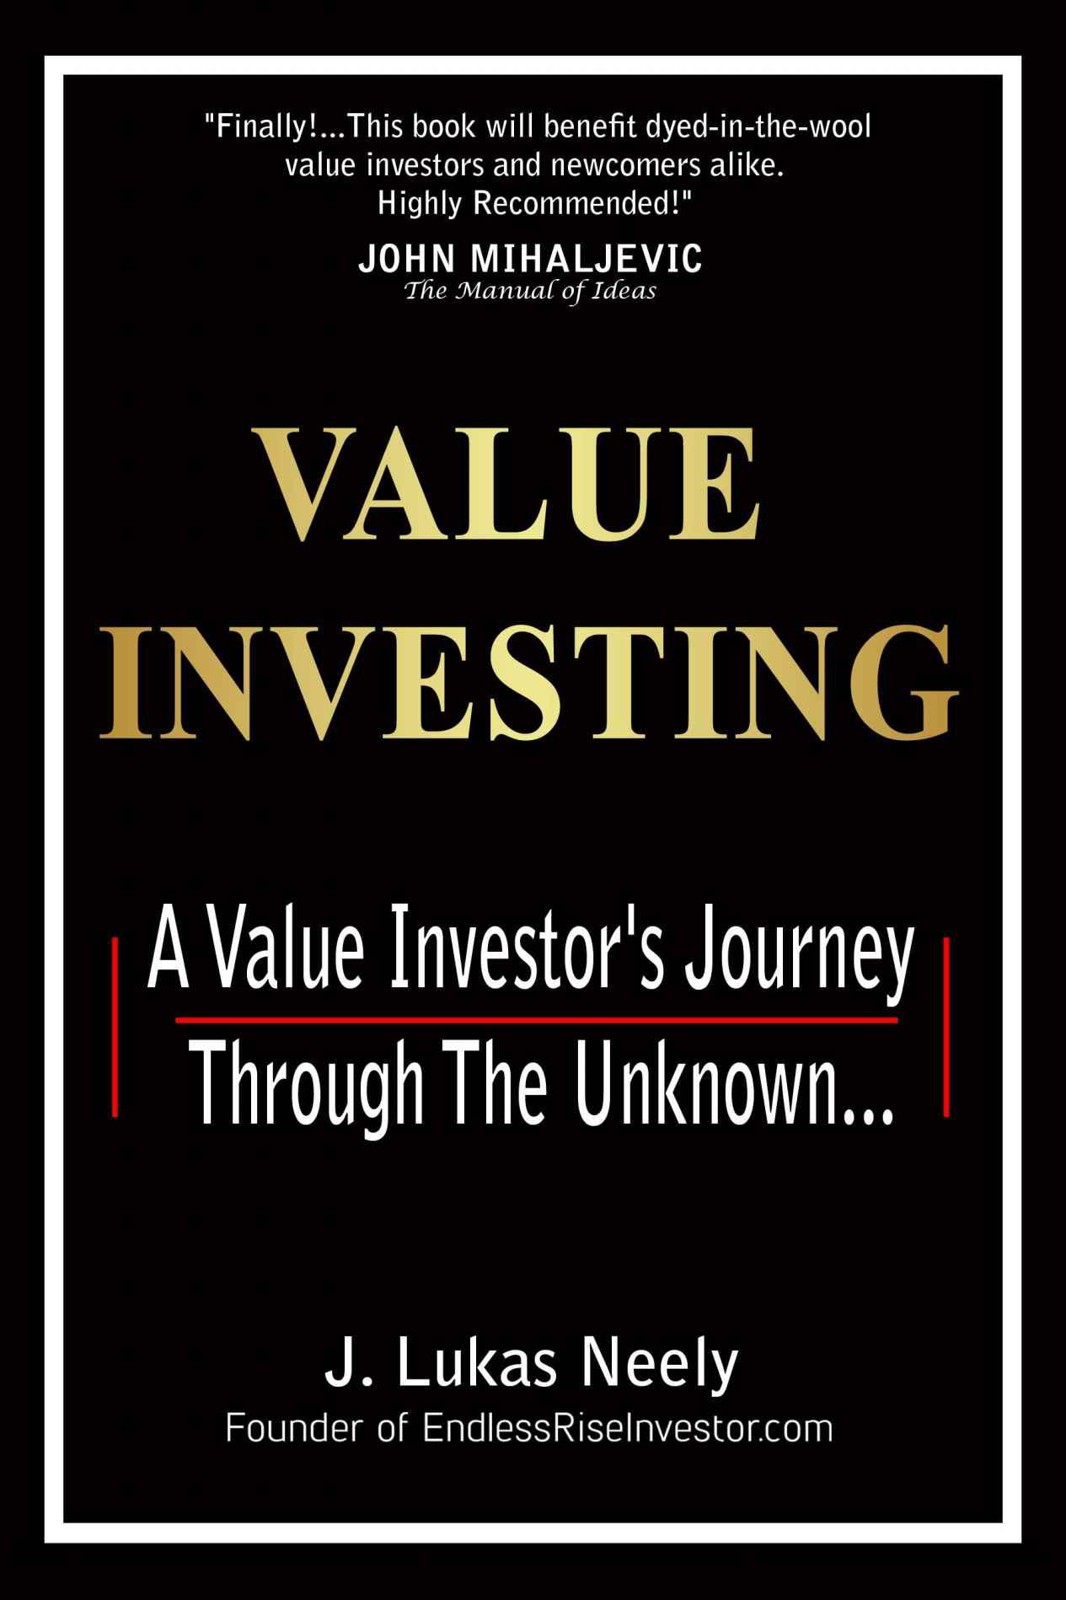 "Finally!...This book will benefit dyed-in-the-wool
value investors and newcomers alike.
Highly Recommended!"
JOHN MIHALJEVIC
The Manual of Ideas
VALUE
INVESTING
A Value Investor's Journey
Through The Unknown...
J. Lukas Neely
Founder of EndlessRiseInvestor.com